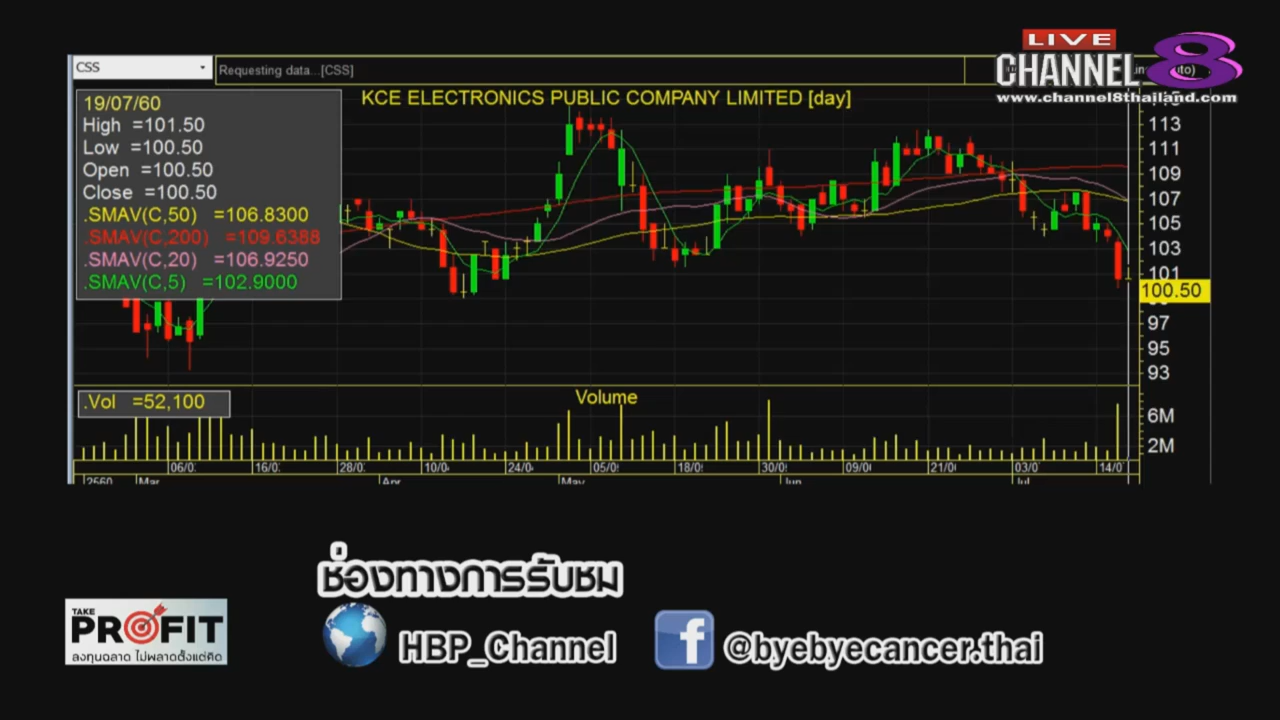 CSS
Requesting data...[CSS]
LIVE
CHANNEL 8
www.channel8thailand.com
KCE ELECTRONICS PUBLIC COMPANY LIMITED [day]
19/07/60
High =101.50
Low =100.50
Open =100.50
Close =100.50
.SMAV(C,50) =106.8300
.SMAV(C,200) =109.6388
.SMAV(C,20) =106.9250
.SMAV(C,5) =102.9000
113
111
109
107
105
103
101
100.50
97
95
93
.Vol =52,100
Volume
6M
2M
06/0 16/0 28/0 10/0 24/0 05/0 18/0 30/0 09/0 21/0 03/0 14/0
2560 Mar Apr May Jun Jul
ช่องทางการรับชม
TAKE
PROFIT
ลงทุนฉลาด ไม่พลาดตั้งแต่คิด
HBP_Channel
@byebyecancer.thai